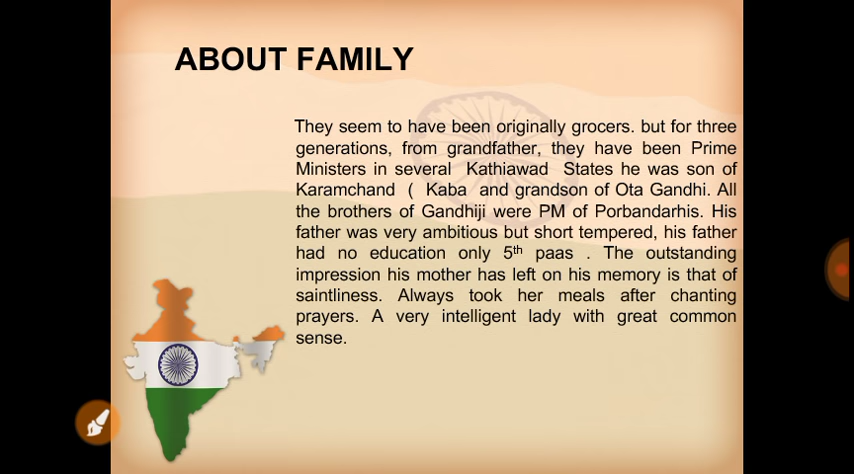 ABOUT FAMILY
They seem to have been originally grocers. but for three
generations, from grandfather, they have been Prime
Ministers in several Kathiawad States he was son of
Karamchand ( Kaba and grandson of Ota Gandhi. All
the brothers of Gandhiji were PM of Porbandarhis. His
father was very ambitious but short tempered, his father
had no education only 5th paas . The outstanding
impression his mother has left on his memory is that of
saintliness. Always took her meals after chanting
prayers. A very intelligent lady with great common
sense.